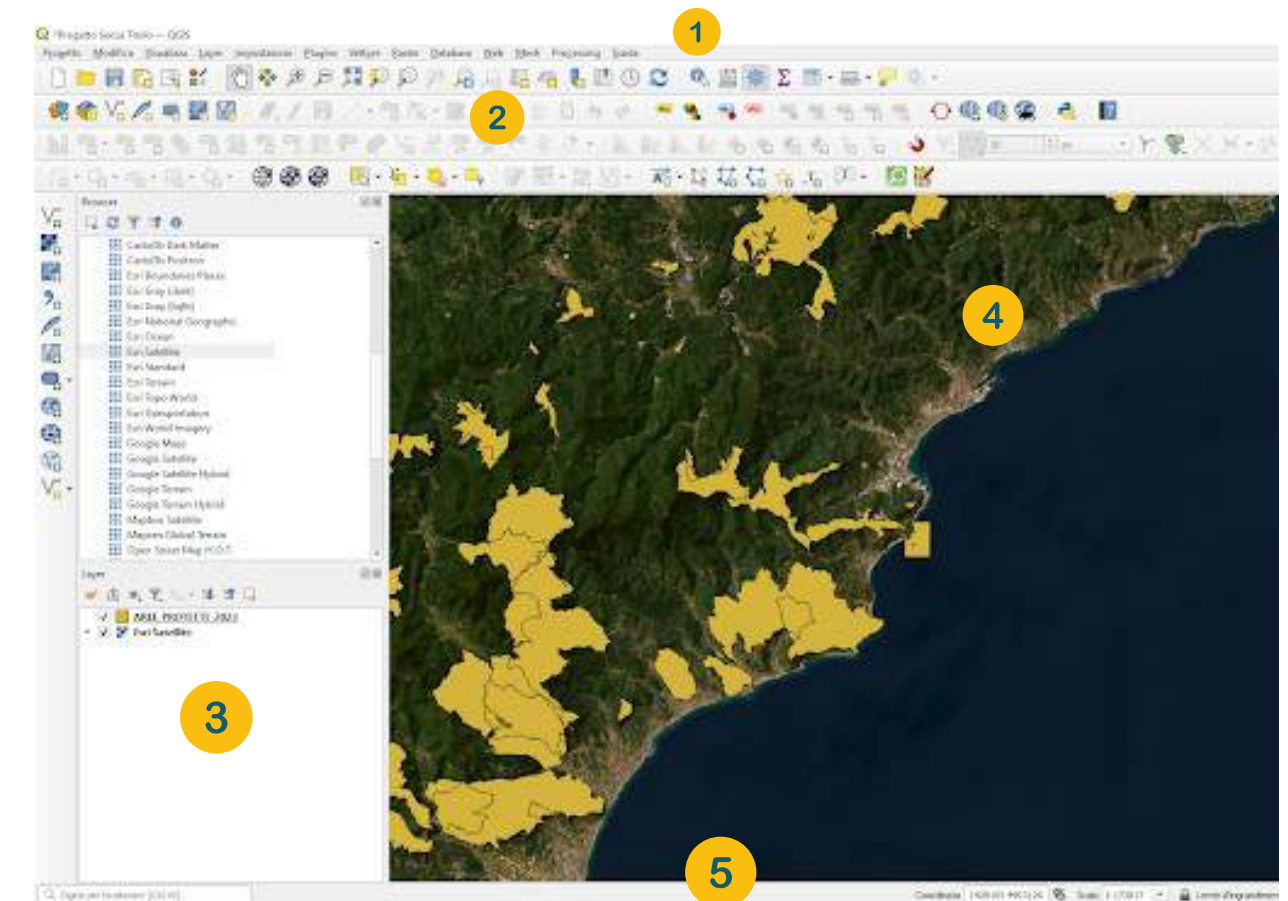 *Progetto Senza Titolo — QGIS
Progetto Modifica Visualizza Layer Impostazioni Plugins Vettore Raster Database Web Mesh Processing Guida
1
2
Browser
CartoDb Dark Matter
CartoDb Positron
Esri Boundaries Places
Esri Gray (dark)
Esri Gray (light)
Esri National Geographic
Esri Ocean
Esri Satellite
Esri Standard
Esri Terrain
Esri Topo World
Esri Transportation
Esri World Imagery
Google Maps
Google Satellite
Google Satellite Hybrid
Google Terrain
Google Terrain Hybrid
Mapbox Satellite
Mapzen Global Terrain
Open Street Map H.O.T.
Layer
Esri Satellite
3
4
5
Coordinate
Scala